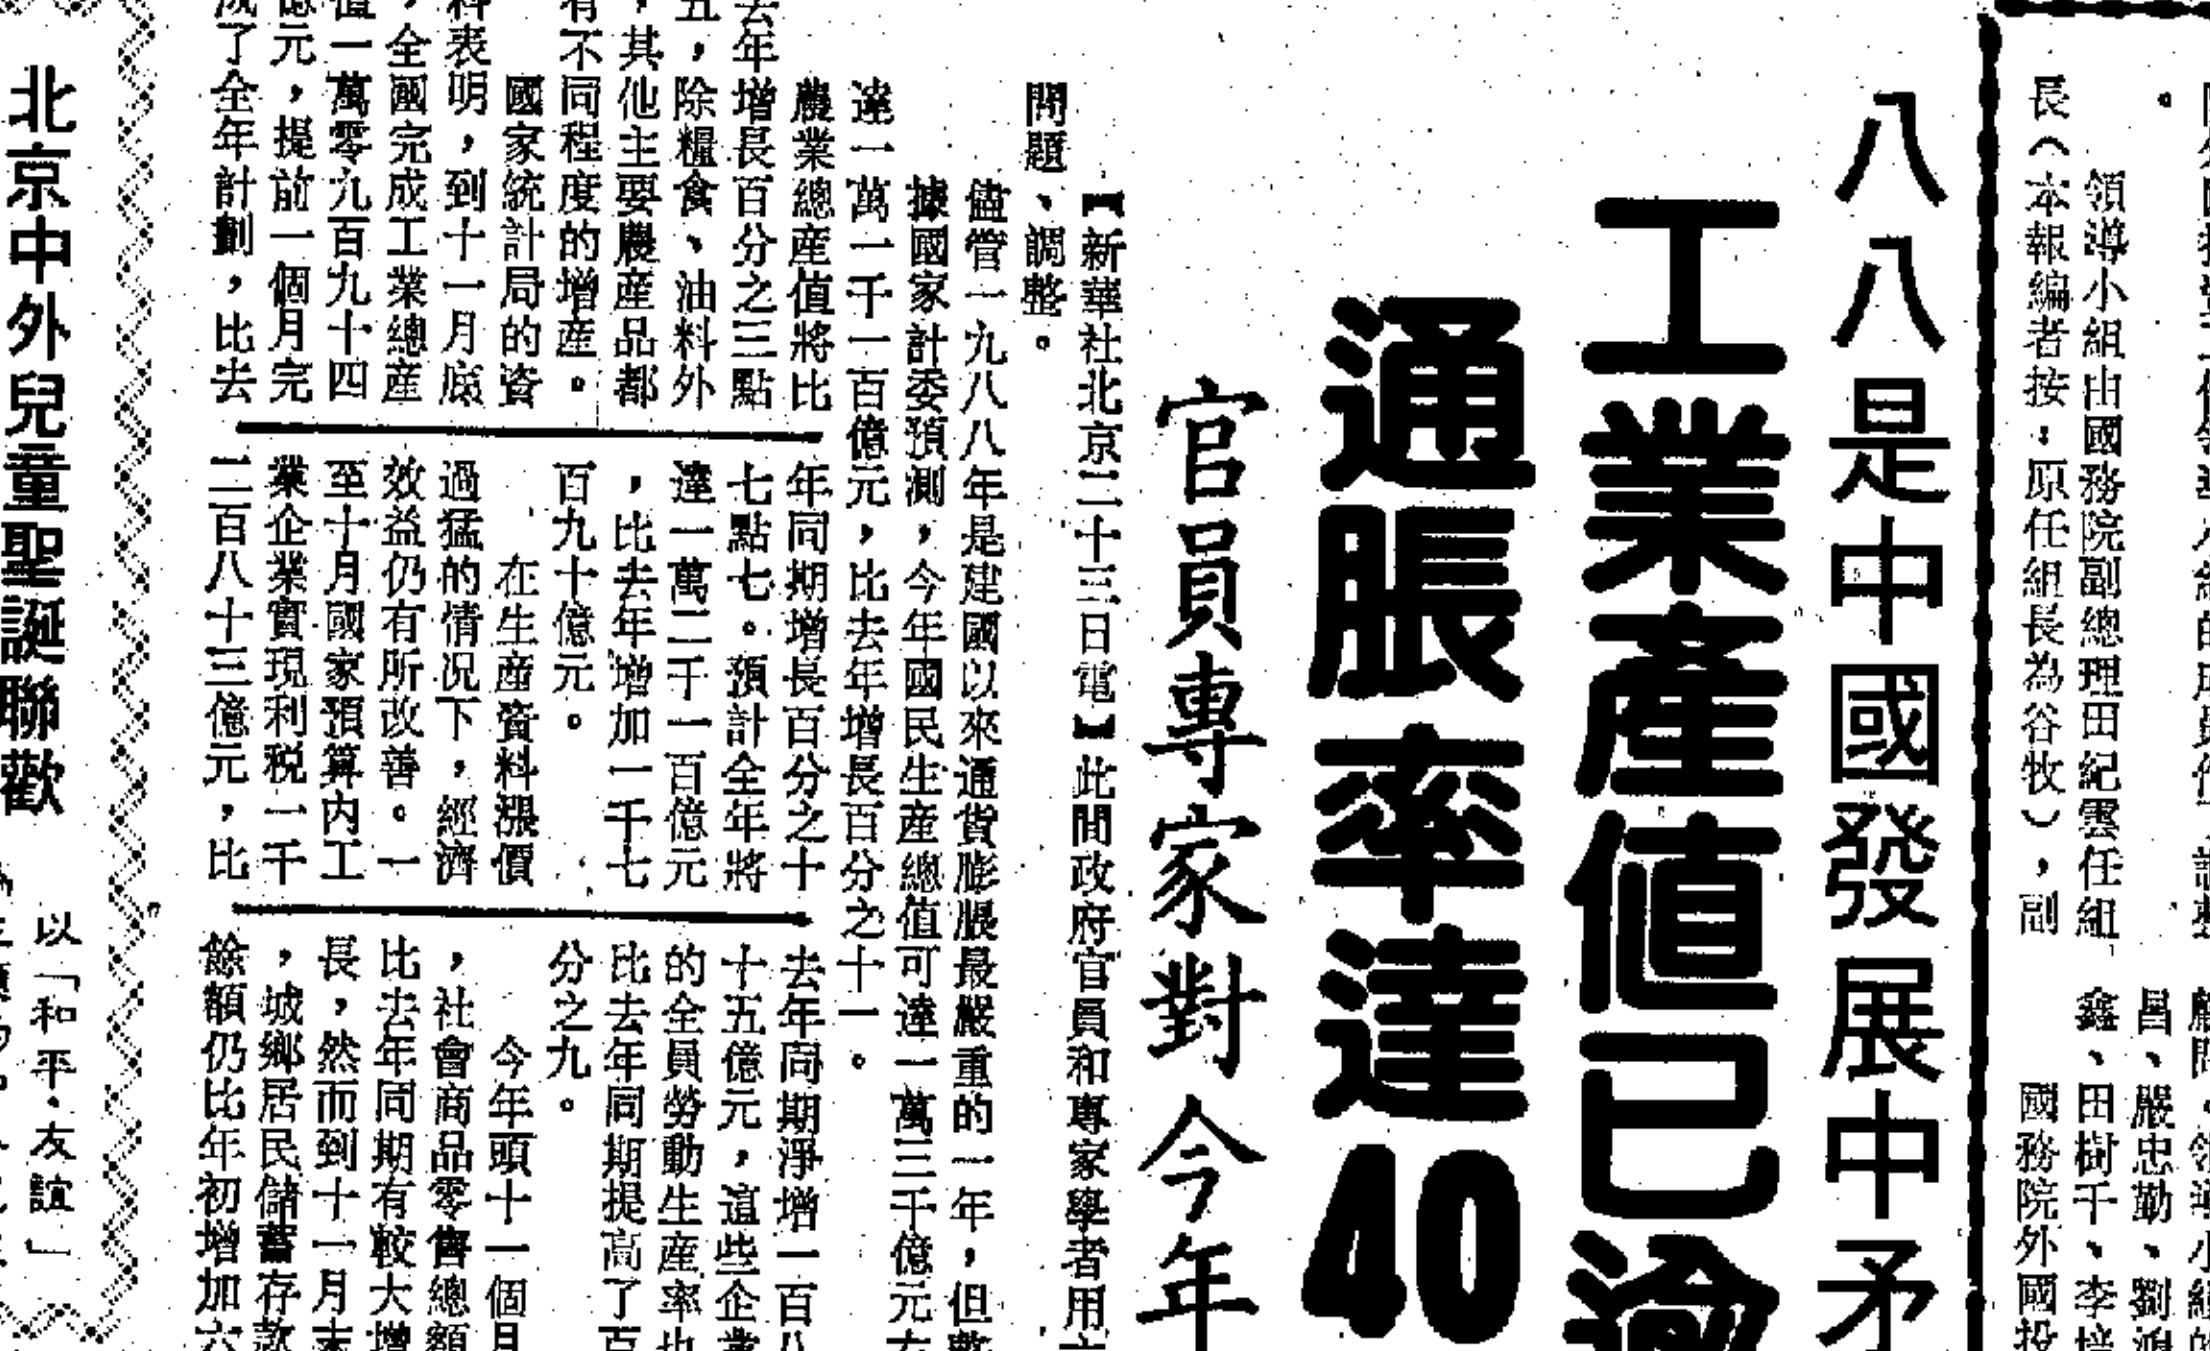 長（本報編者按：原任組長為谷牧），副
領導小組由國務院副總理田紀雲任組
昌、嚴忠勤、劉
鑫、田樹千、李
國務院外國投
八八是中國發展中矛
工業產值已逾
通脹率達40
官員專家對今年
【新華社北京二十三日電】此間政府官員和專家學者用
問題、調整。
儘管一九八八年是建國以來通貨膨脹最嚴重的一年，但
據國家計委預測，今年國民生産總值可達一萬三千億元左
達一萬一千一百億元，比去年增長百分之十一。
農業總産值將比
去年增長百分之三點
五，除糧食、油料外
，其他主要農産品都
有不同程度的增産。
國家統計局的資
料表明，到十一月底
，全國完成工業總産
值一萬零九百九十四
億元，提前一個月完
成了全年計劃，比去
年同期增長百分之十
七點七。預計全年將
達一萬二千一百億元
，比去年增加一千七
百九十億元。
在生産資料漲價
過猛的情況下，經濟
效益仍有所改善。一
至十月國家預算内工
業企業實現利税一千
二百八十三億元，比
去年同期淨增一百八
十五億元，這些企業
的全員勞動生産率也
比去年同期提高了百
分之九。
今年頭十一個月
，社會商品零售總額
比去年同期有較大增
長，然而到十一月末
，城鄉居民儲蓄存款
餘額仍比年初增加六
北京中外兒童聖誕聯歡
以「和平·友誼」